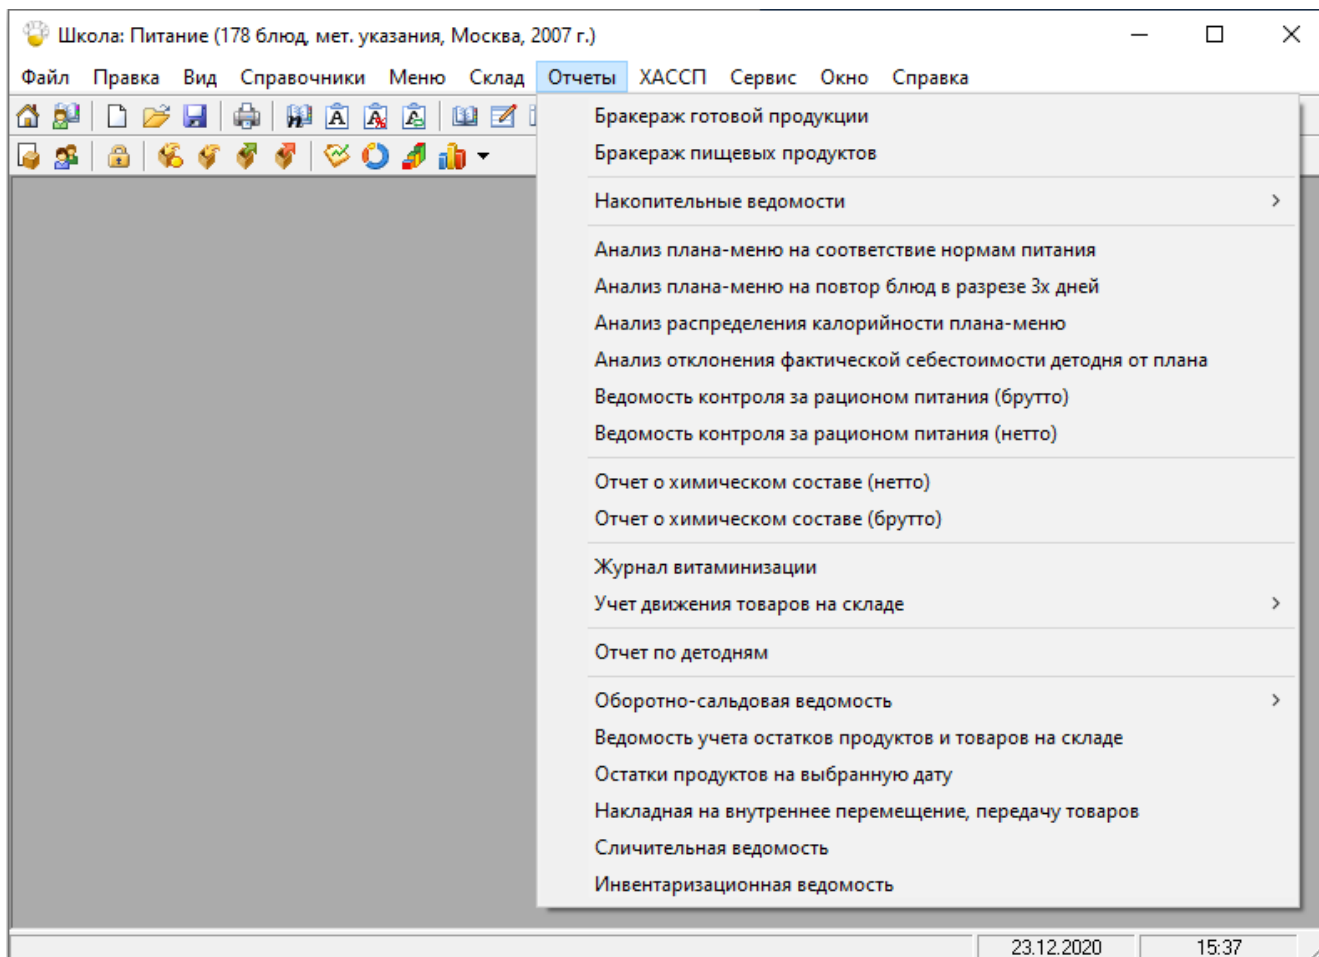 Школа: Питание (178 блюд, мет. указания, Москва, 2007 г.)
Файл Правка Вид Справочники Меню Склад Отчеты ХАССП Сервис Окно Справка
Бракераж готовой продукции
Бракераж пищевых продуктов
Накопительные ведомости
Анализ плана-меню на соответствие нормам питания
Анализ плана-меню на повтор блюд в разрезе 3х дней
Анализ распределения калорийности плана-меню
Анализ отклонения фактической себестоимости детодня от плана
Ведомость контроля за рационом питания (брутто)
Ведомость контроля за рационом питания (нетто)
Отчет о химическом составе (нетто)
Отчет о химическом составе (брутто)
Журнал витаминизации
Учет движения товаров на складе
Отчет по детодням
Оборотно-сальдовая ведомость
Ведомость учета остатков продуктов и товаров на складе
Остатки продуктов на выбранную дату
Накладная на внутреннее перемещение, передачу товаров
Сличительная ведомость
Инвентаризационная ведомость
23.12.2020 15:37